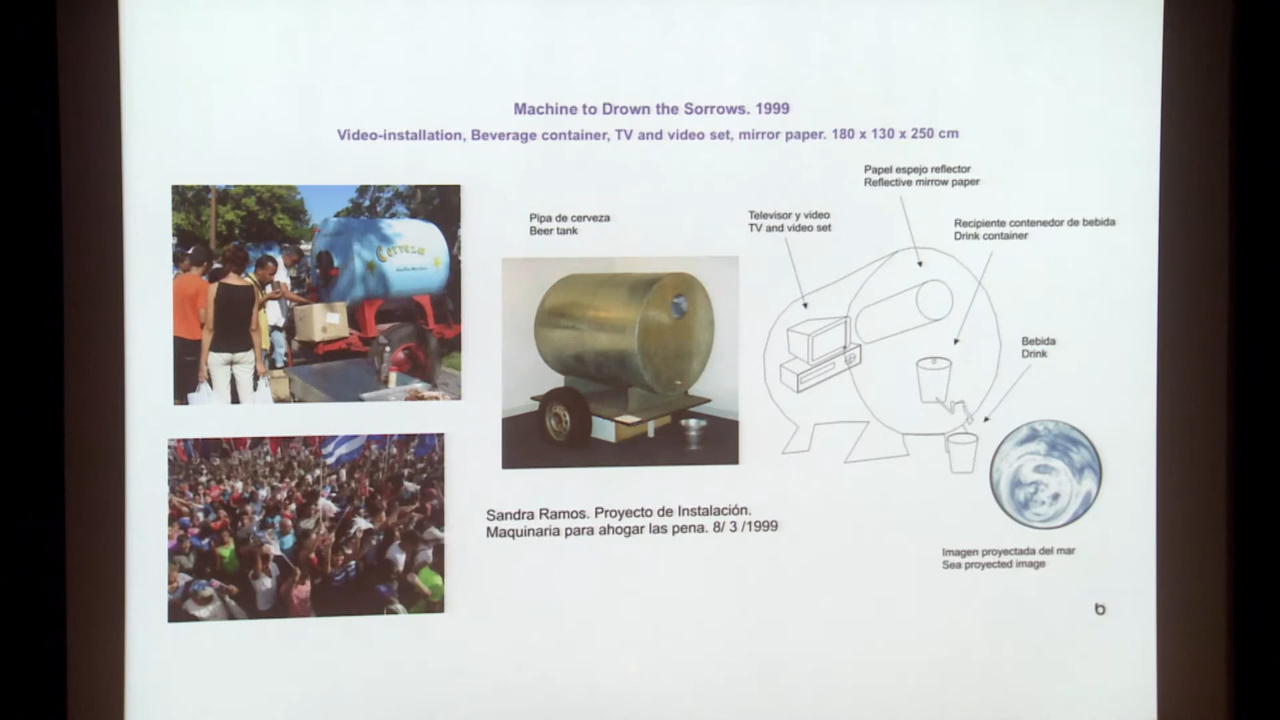 Machine to Drown the Sorrows. 1999
Video-installation, Beverage container, TV and video set, mirror paper. 180 x 130 x 250 cm
Papel espejo reflector
Reflective mirrow paper
Pipa de cerveza
Beer tank
Televisor y video
TV and video set
Recipiente contenedor de bebida
Drink container
Cerveza
Bebida
Drink
Sandra Ramos. Proyecto de Instalación.
Maquinaria para ahogar las pena. 8/ 3 /1999
Imagen proyectada del mar
Sea proyected image
b